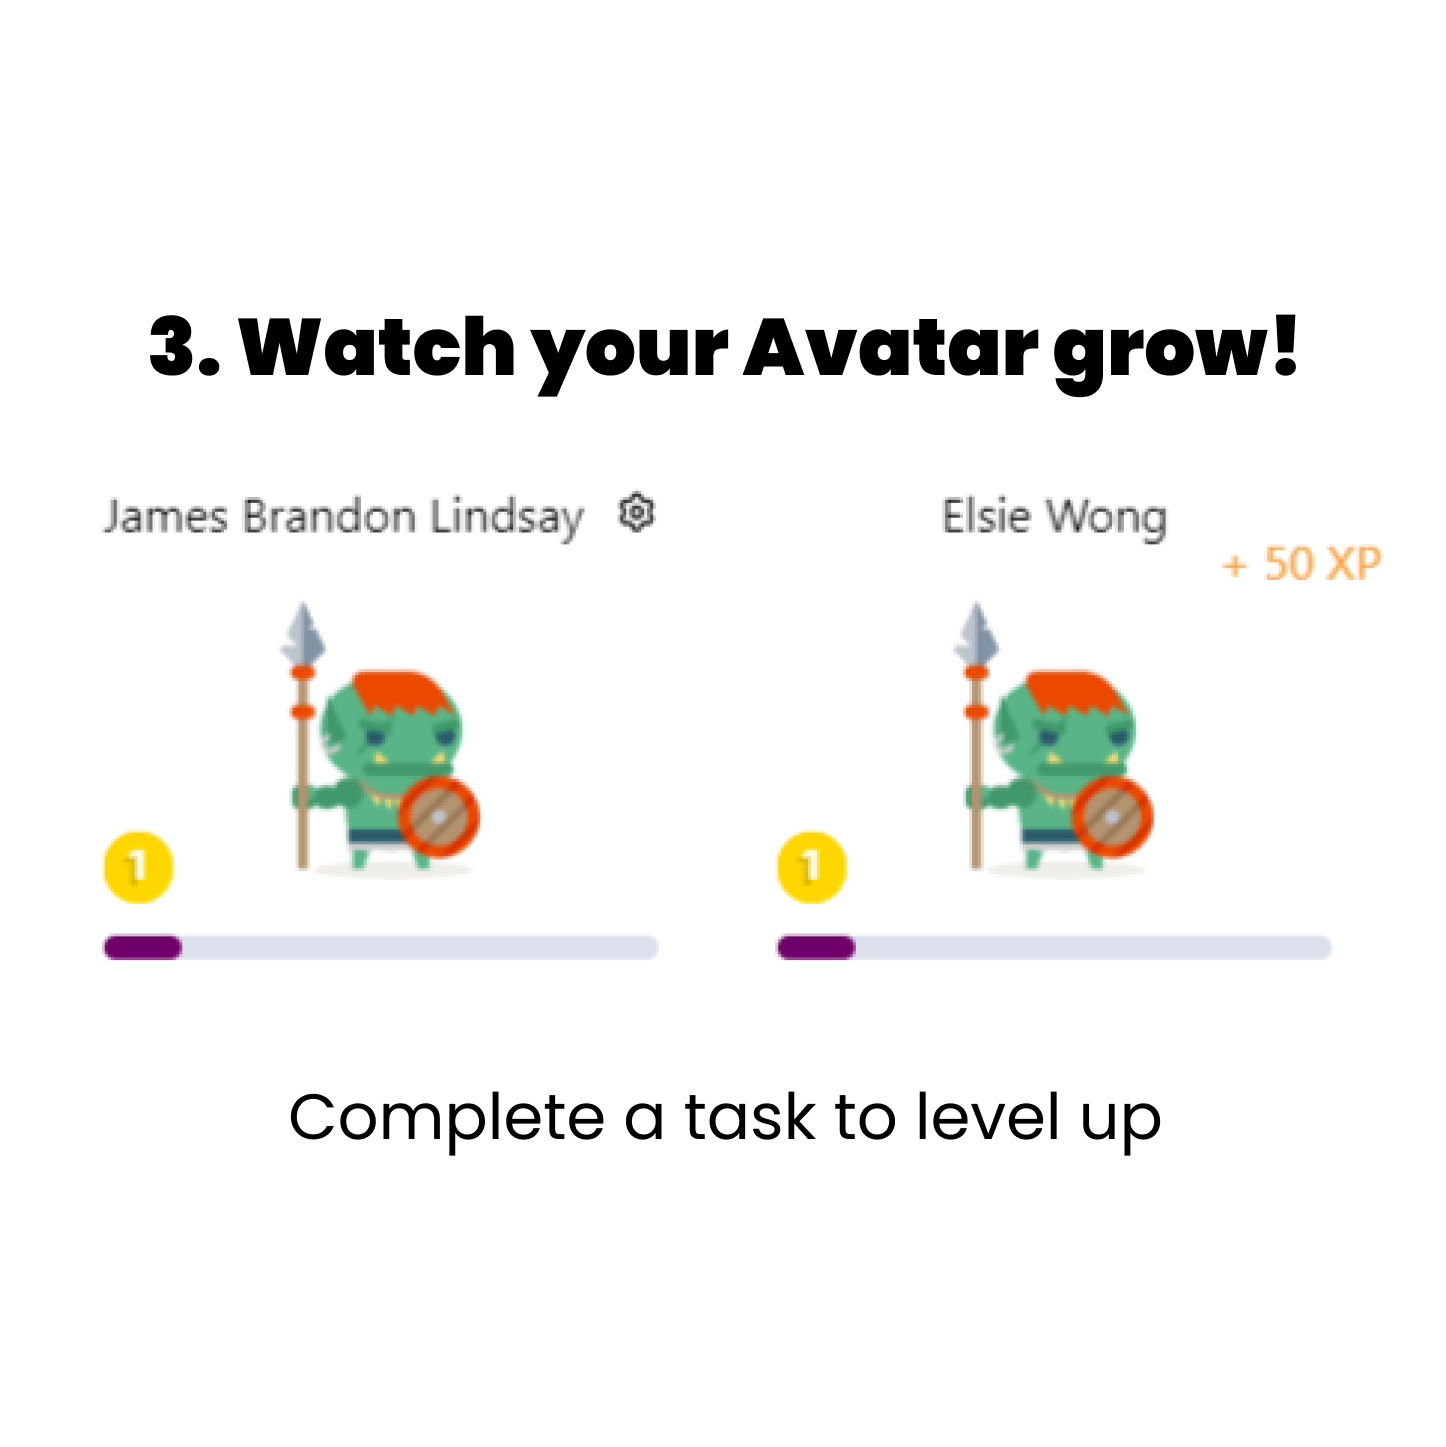 3. Watch your Avatar grow!
James Brandon Lindsay
Elsie Wong
+ 50 XP
1
1
Complete a task to level up